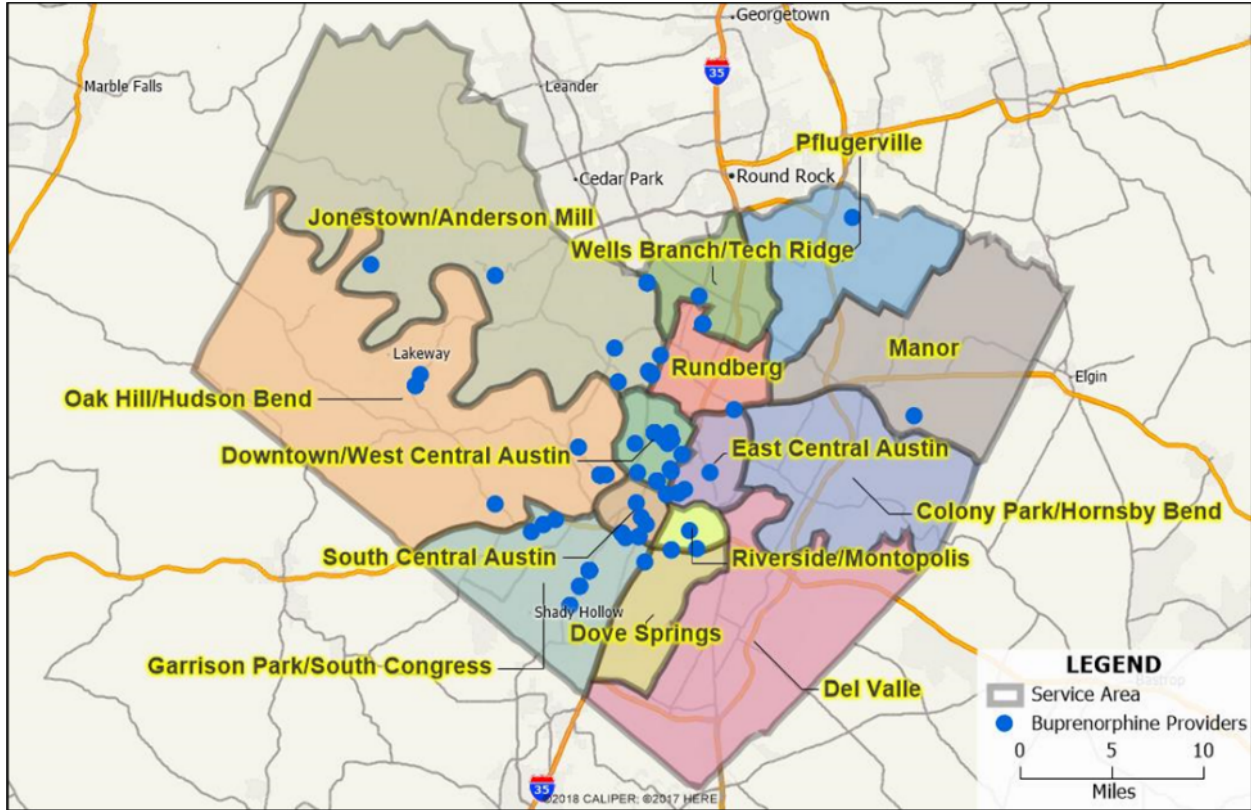 Georgetown
35
Marble Falls
Leander
Pflugerville
Cedar Park
Round Rock
Jonestown/Anderson Mill
Wells Branch/Tech Ridge
Lakeway
Manor
Rundberg
Elgin
Oak Hill/Hudson Bend
Downtown/West Central Austin
East Central Austin
Colony Park/Hornsby Bend
South Central Austin
Riverside/Montopolis
Shady Hollow
Dove Springs
Garrison Park/South Congress
Del Valle
LEGEND
Bastrop
Service Area
Buprenorphine Providers
0 5 10
Miles
35
©2018 CALIPER; ©2017 HERE